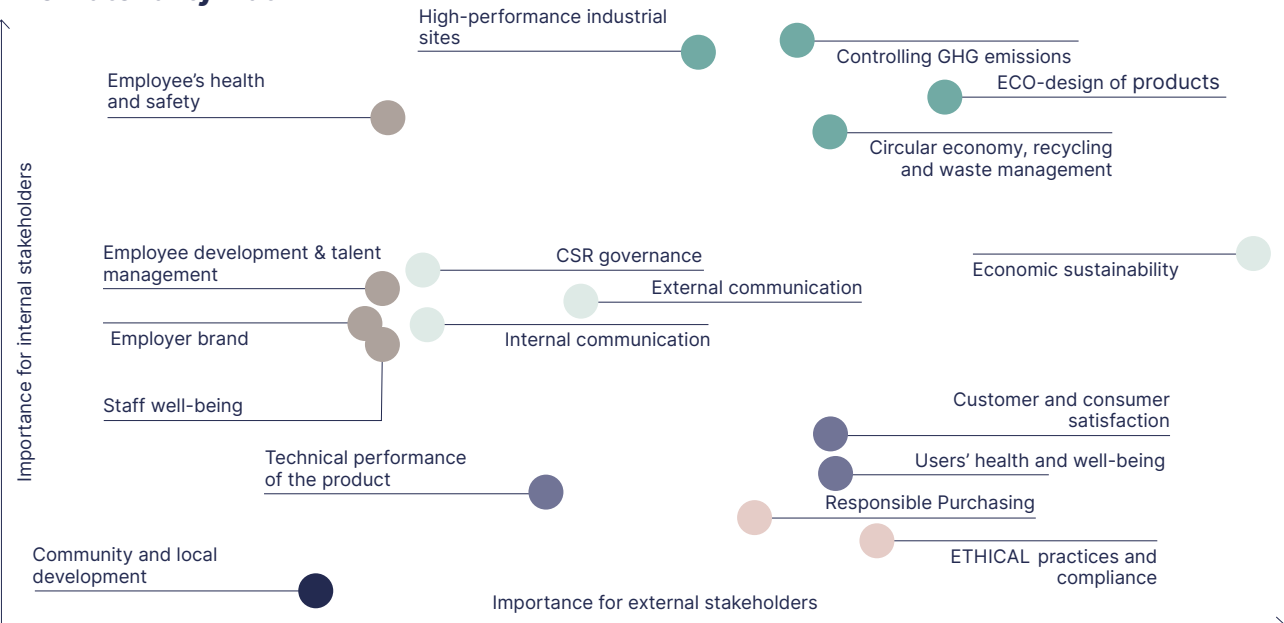 High-performance industrial
sites
Controlling GHG emissions
Employee’s health
and safety
ECO-design of products
Circular economy, recycling
and waste management
Importance for internal stakeholders
Employee development & talent
management
CSR governance
Economic sustainability
External communication
Employer brand
Internal communication
Staff well-being
Customer and consumer
satisfaction
Technical performance
of the product
Users’ health and well-being
Responsible Purchasing
Community and local
development
ETHICAL practices and
compliance
Importance for external stakeholders